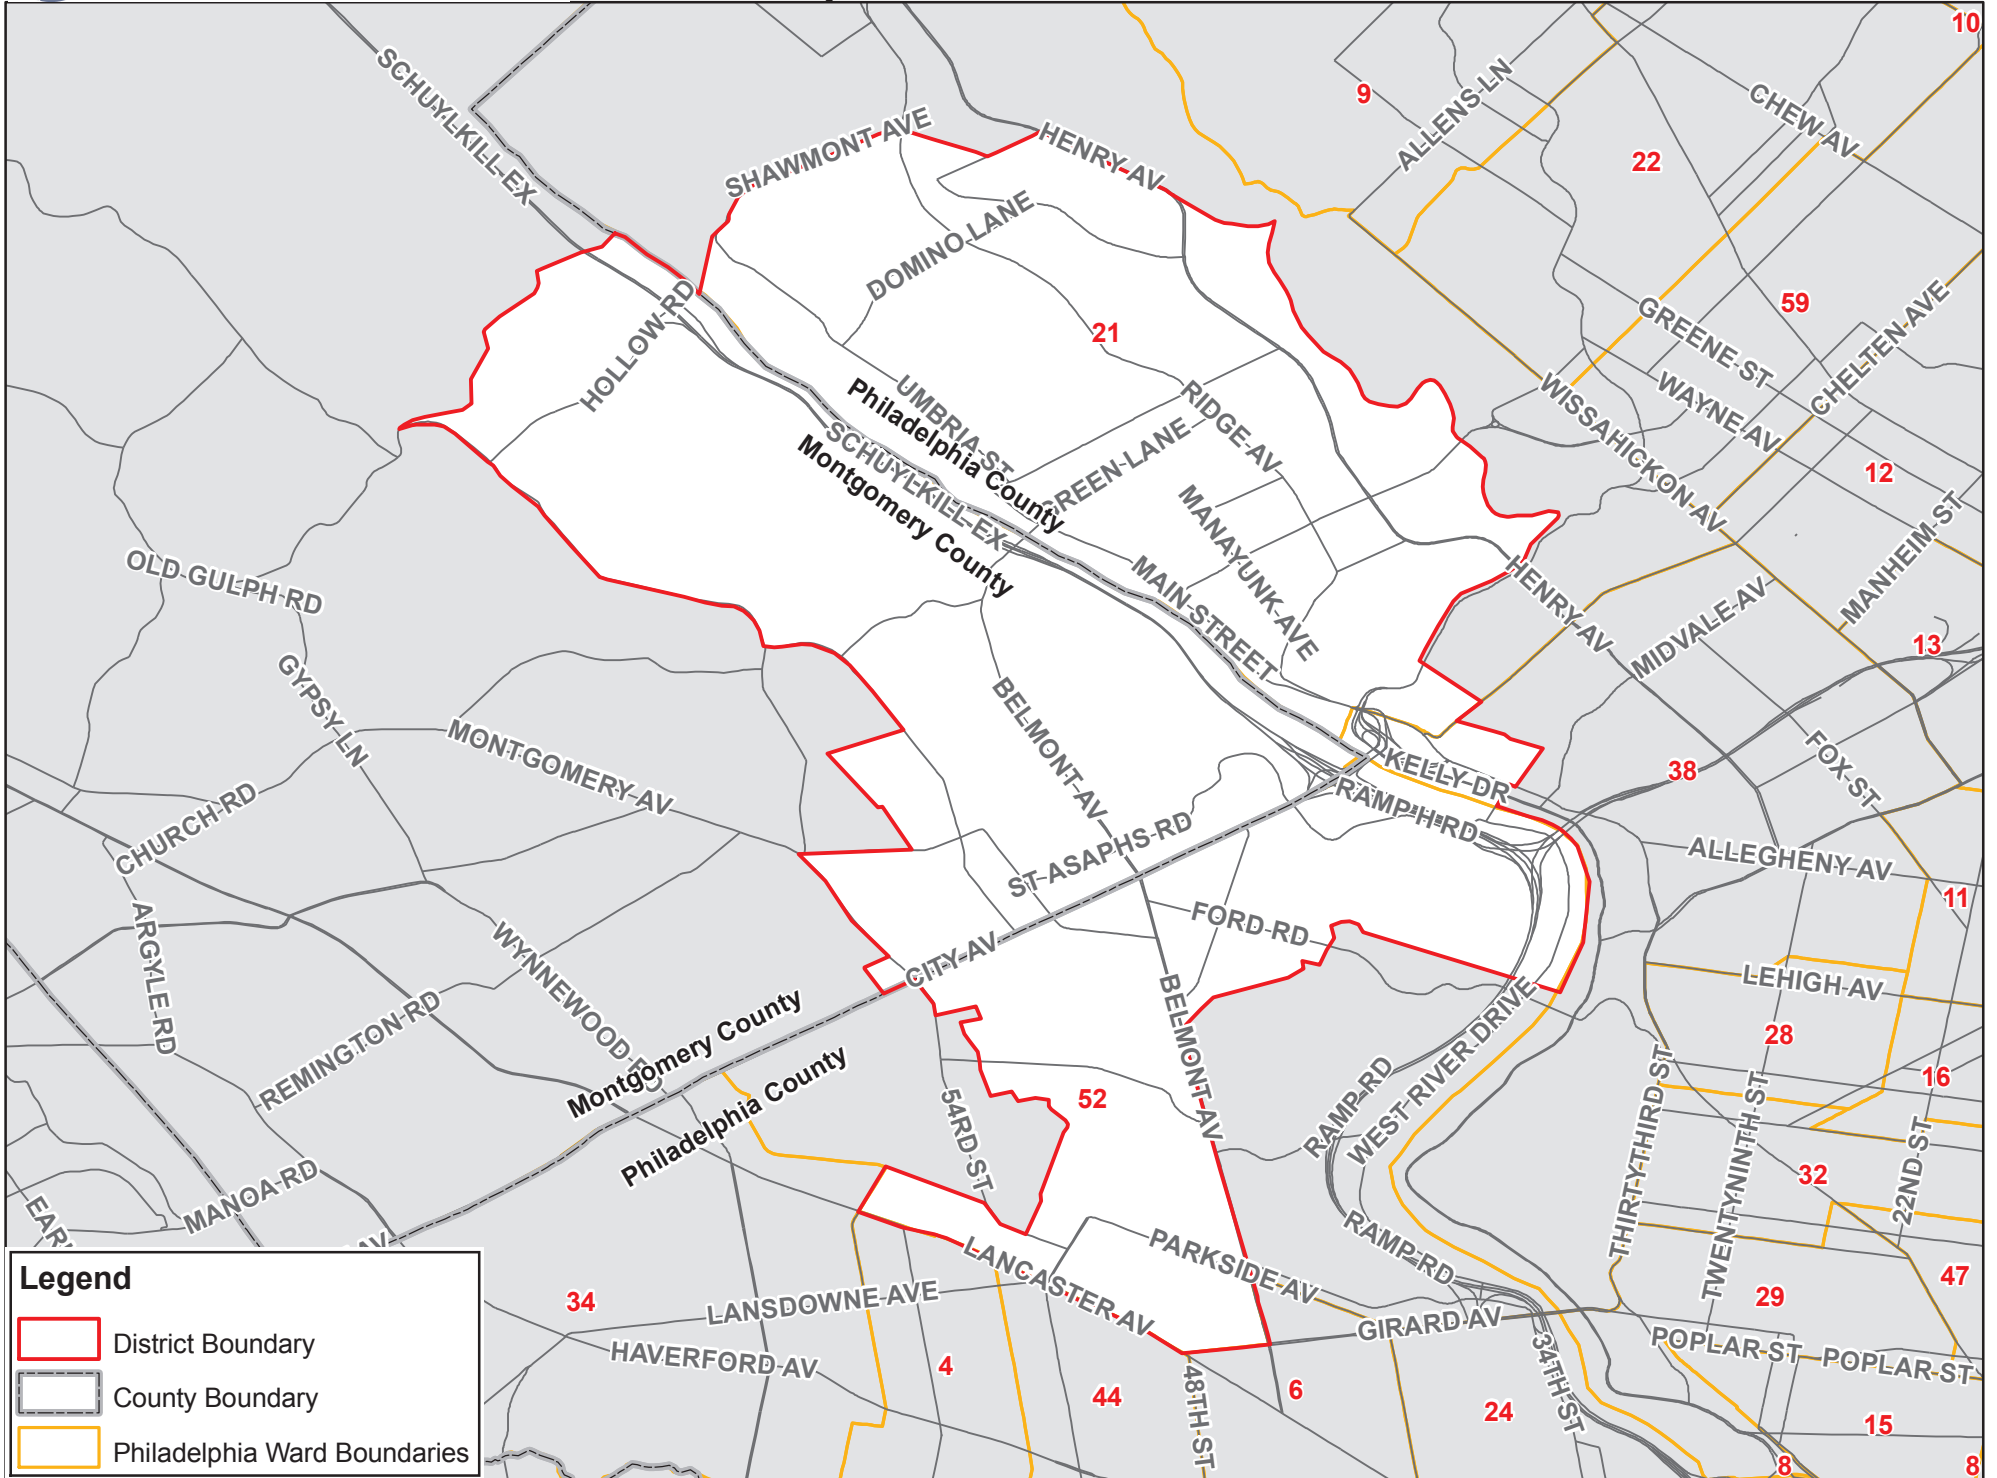 10
SCHUYLKILL EX
9
ALLENS LN
CHEW AV
SHAWMONT AVE
HENRY AV
22
DOMINO LANE
HOLLOW RD
21
59
GREENE ST
CHELTEN AVE
UMBRIA ST
Philadelphia County
RIDGE AV
WISSAHICKON AV
WAYNE AV
SCHUYLKILL EX
Montgomery County
GREEN LANE
12
MANAYUNK AVE
MANHEIM ST
OLD GULPH RD
MAIN STREET
HENRY AV
MIDVALE AV
13
GYPSY LN
BELMONT AV
MONTGOMERY AV
KELLY DR
38
FOX ST
CHURCH RD
RAMP H RD
ST ASAPHS RD
ALLEGHENY AV
11
ARGYLE RD
WYNNEWOOD RD
FORD RD
CITY AV
LEHIGH AV
REMINGTON RD
Montgomery County
BELMONT AV
WEST RIVER DRIVE
28
Philadelphia County
54RD ST
52
RAMP RD
THIRTYTHIRD ST
TWENTYNINTH ST
16
MANOA RD
32
22ND ST
EARL
AV
LANCASTER AV
PARKSIDE AV
RAMP RD
47
34
LANSDOWNE AVE
29
GIRARD AV
HAVERFORD AV
4
44
48TH ST
6
24
34TH ST
POPLAR ST
POPLAR ST
15
8
8
Legend
District Boundary
County Boundary
Philadelphia Ward Boundaries